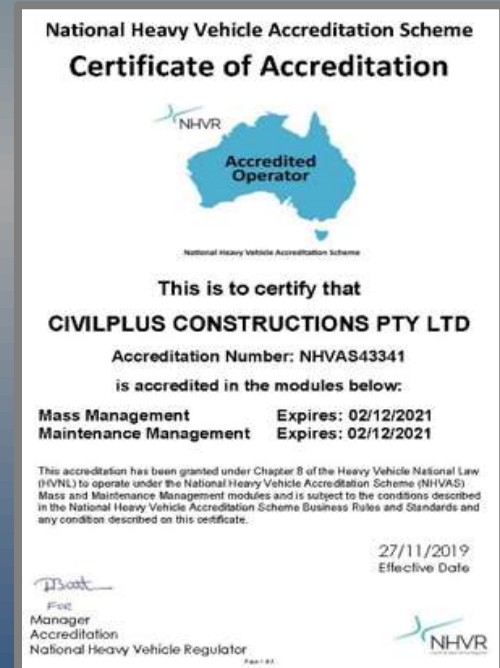 National Heavy Vehicle Accreditation Scheme
Certificate of Accreditation
NHVR
Accredited
Operator
National Heavy Vehicle Accreditation Scheme
This is to certify that
CIVILPLUS CONSTRUCTIONS PTY LTD
Accreditation Number: NHVAS43341
is accredited in the modules below:
Mass Management Expires: 02/12/2021
Maintenance Management Expires: 02/12/2021
This accreditation has been granted under Chapter 8 of the Heavy Vehicle National Law
(HVNL) to operate under the National Heavy Vehicle Accreditation Scheme (NHVAS)
Mass and Maintenance Management modules and is subject to the conditions described
in the National Heavy Vehicle Accreditation Scheme Business Rules and Standards and
any condition described on this certificate.
27/11/2019
Effective Date
FOR
Manager
Accreditation
National Heavy Vehicle Regulator
NHVR